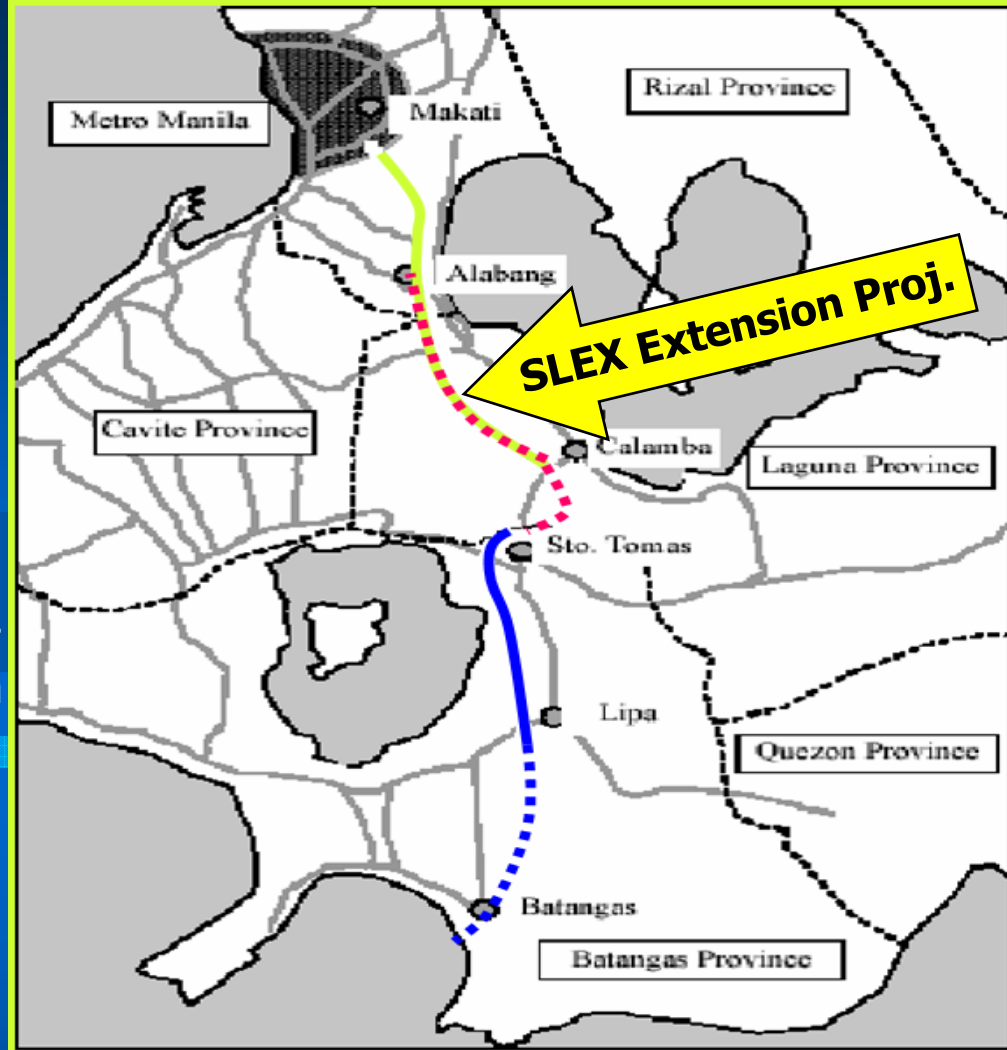 Rizal Province
Metro Manila
Makati
Alabang
SLEX Extension Proj.
Cavite Province
Calamba
Laguna Province
Sto. Tomas
Lipa
Quezon Province
Batangas
Batangas Province